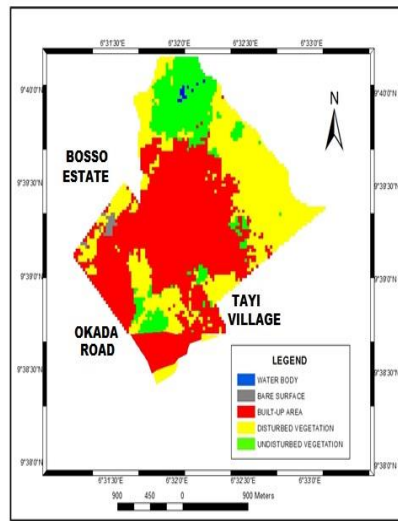 6°31'30"E 6°32'0"E 6°32'30"E 6°33'0"E
9°40'0"N 9°40'0"N
N
BOSSO
ESTATE
9°39'30"N 9°39'30"N
9°39'0"N 9°39'0"N
TAYI
VILLAGE
OKADA
ROAD
9°38'30"N 9°38'30"N
LEGEND
WATER BODY
BARE SURFACE
BUILT-UP AREA
DISTURBED VEGETATION
UNDISTURBED VEGETATION
9°38'0"N 9°38'0"N
6°31'30"E 6°32'0"E 6°32'30"E 6°33'0"E
900 450 0 900 Meters